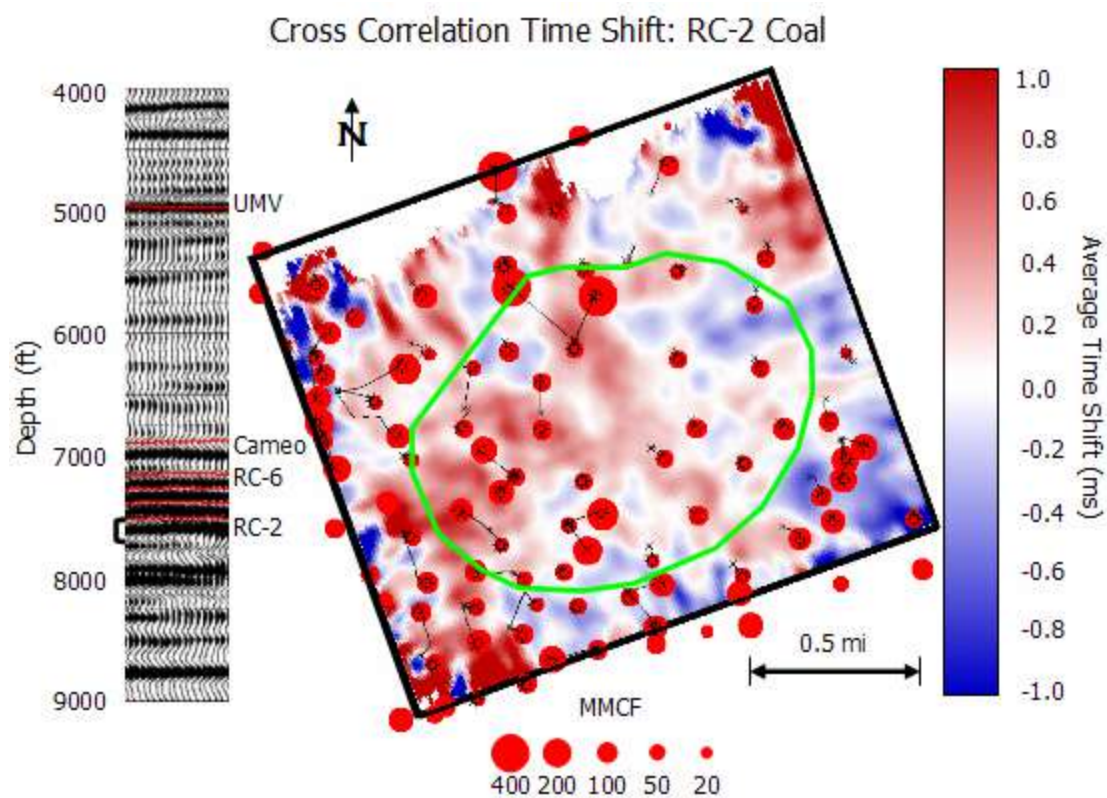 Cross Correlation Time Shift: RC-2 Coal
4000
5000
6000
7000
8000
9000
Depth (ft)
UMV
Cameo
RC-6
RC-2
N
1.0
0.8
0.6
0.4
0.2
0.0
-0.2
-0.4
-0.6
-0.8
-1.0
Average Time Shift (ms)
0.5 mi
MMCF
400 200 100 50 20